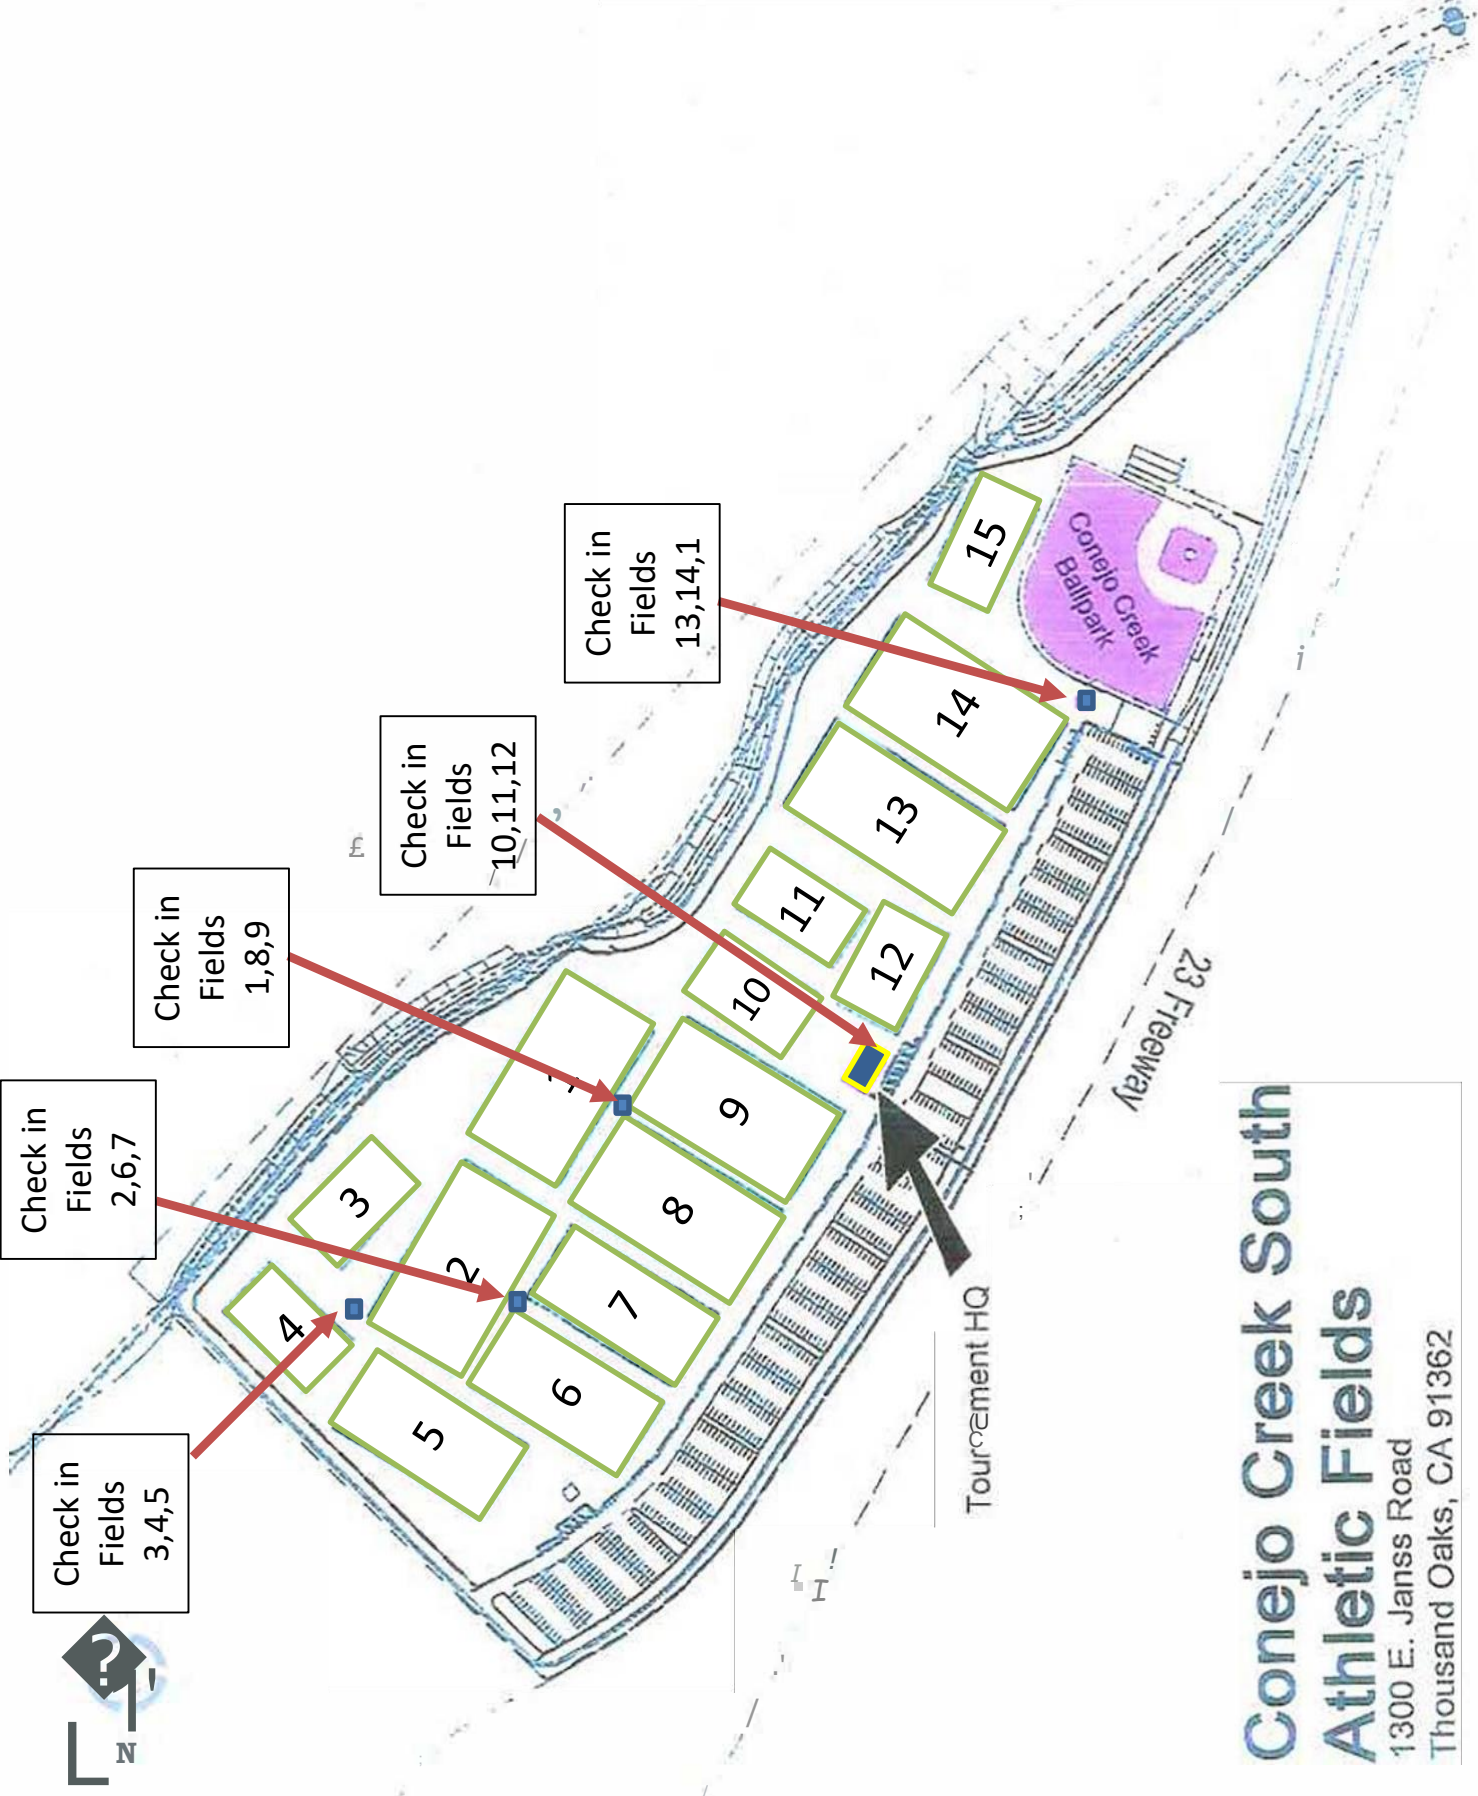 Check in
Fields
3,4,5
Check in
Fields
2,6,7
Check in
Fields
1,8,9
Check in
Fields
10,11,12
Check in
Fields
13,14,1
N
?
4
3
5
2
6
7
8
9
10
11
12
13
14
15
Conejo Creek
Ballpark
23 Freeway
Conejo Creek South
Athletic Fields
1300 E. Janss Road
Thousand Oaks, CA 91362